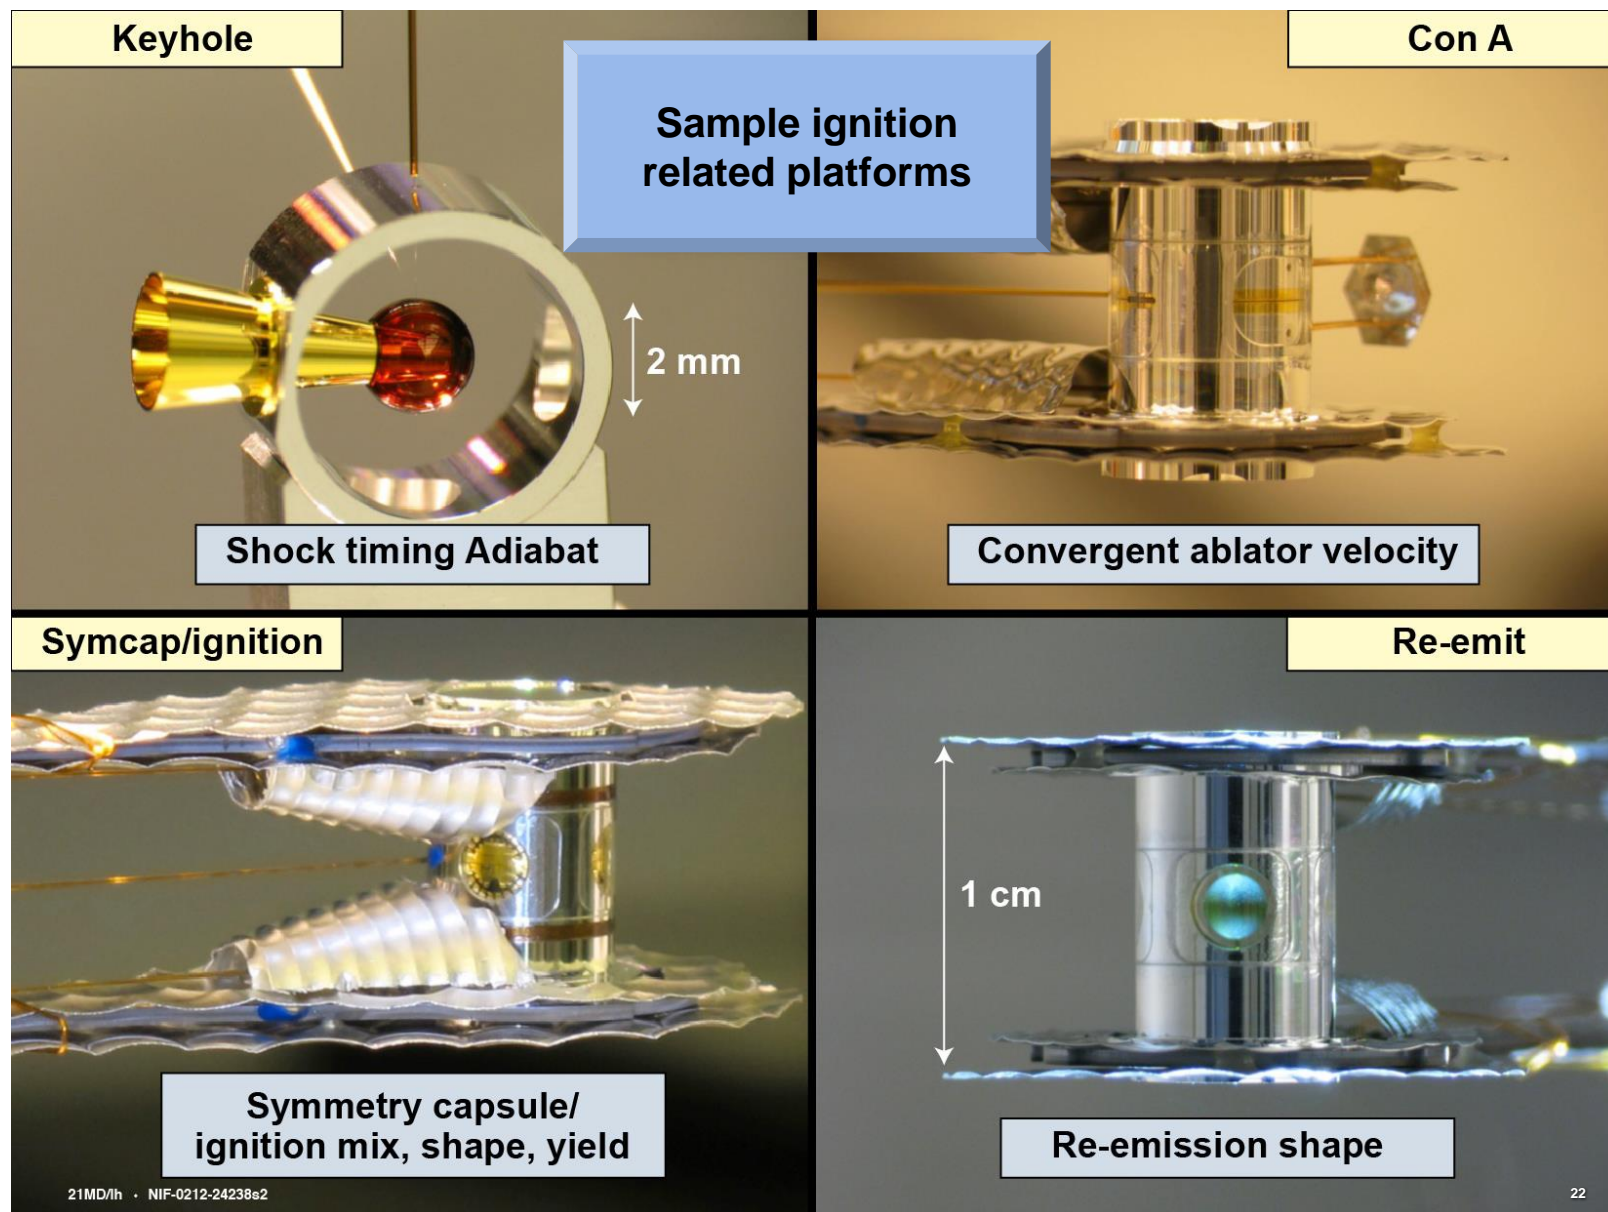 Keyhole
Con A
Sample ignition
related platforms
2 mm
Shock timing Adiabat
Convergent ablator velocity
Symcap/ignition
Re-emit
1 cm
Symmetry capsule/
ignition mix, shape, yield
Re-emission shape
21MD/lh • NIF-0212-24238s2
22